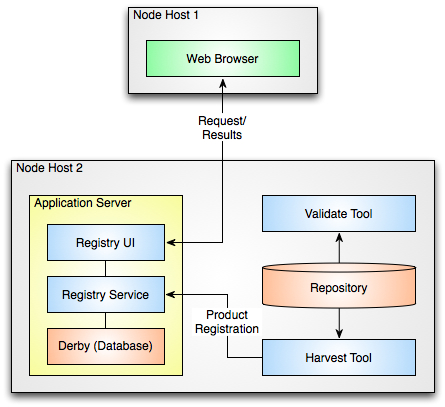 Node Host 1
Web Browser
Request/
Results
Node Host 2
Application Server
Registry UI
Validate Tool
Registry Service
Repository
Product
Registration
Derby (Database)
Harvest Tool